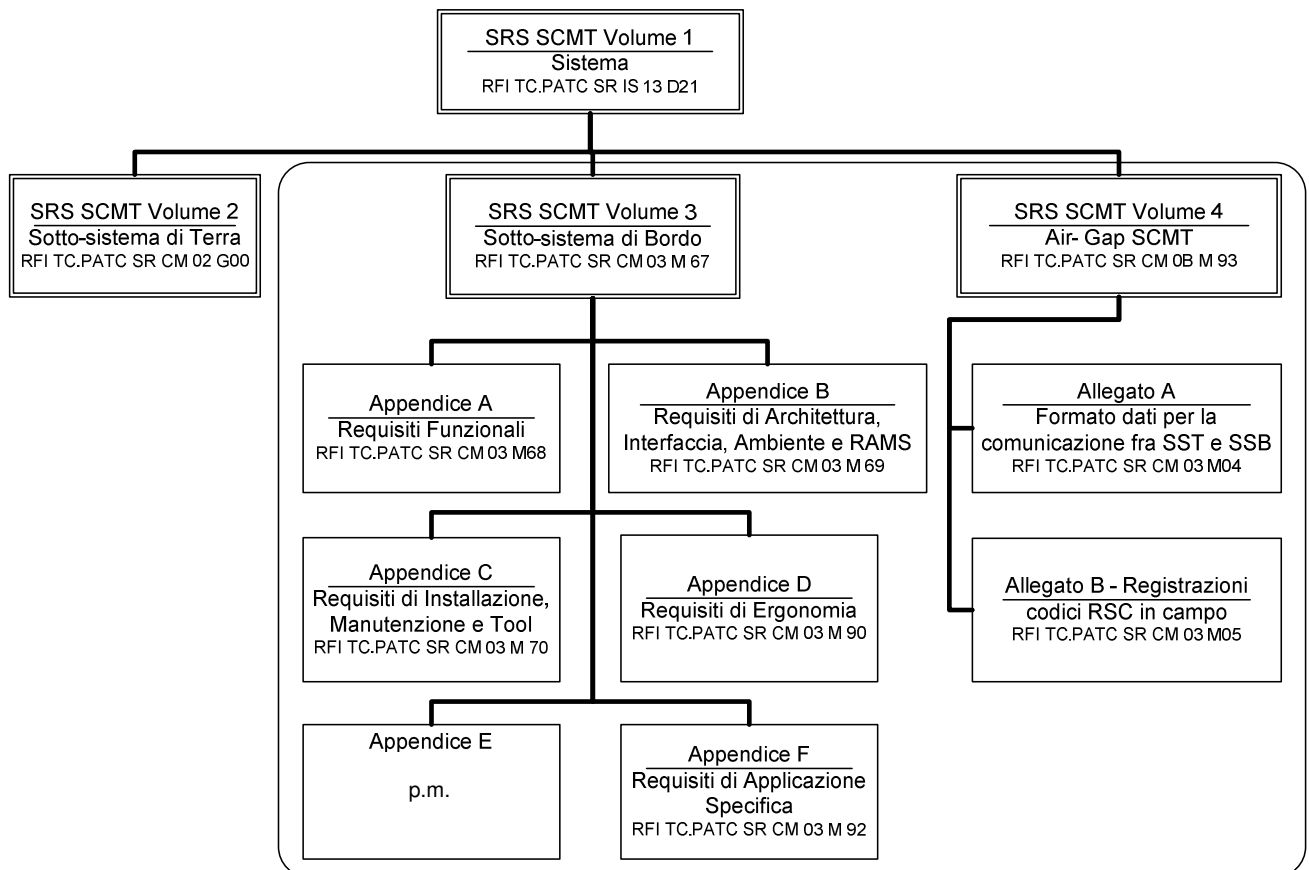 SRS SCMT Volume 1
Sistema
RFI TC.PATC SR IS 13 D21
SRS SCMT Volume 2
Sotto-sistema di Terra
RFI TC.PATC SR CM 02 G00
SRS SCMT Volume 3
Sotto-sistema di Bordo
RFI TC.PATC SR CM 03 M 67
SRS SCMT Volume 4
Air- Gap SCMT
RFI TC.PATC SR CM 0B M 93
Appendice A
Requisiti Funzionali
RFI TC.PATC SR CM 03 M68
Appendice B
Requisiti di Architettura,
Interfaccia, Ambiente e RAMS
RFI TC.PATC SR CM 03 M 69
Allegato A
Formato dati per la
comunicazione fra SST e SSB
RFI TC.PATC SR CM 03 M04
Appendice C
Requisiti di Installazione,
Manutenzione e Tool
RFI TC.PATC SR CM 03 M 70
Appendice D
Requisiti di Ergonomia
RFI TC.PATC SR CM 03 M 90
Allegato B - Registrazioni
codici RSC in campo
RFI TC.PATC SR CM 03 M05
Appendice E
p.m.
Appendice F
Requisiti di Applicazione
Specifica
RFI TC.PATC SR CM 03 M 92